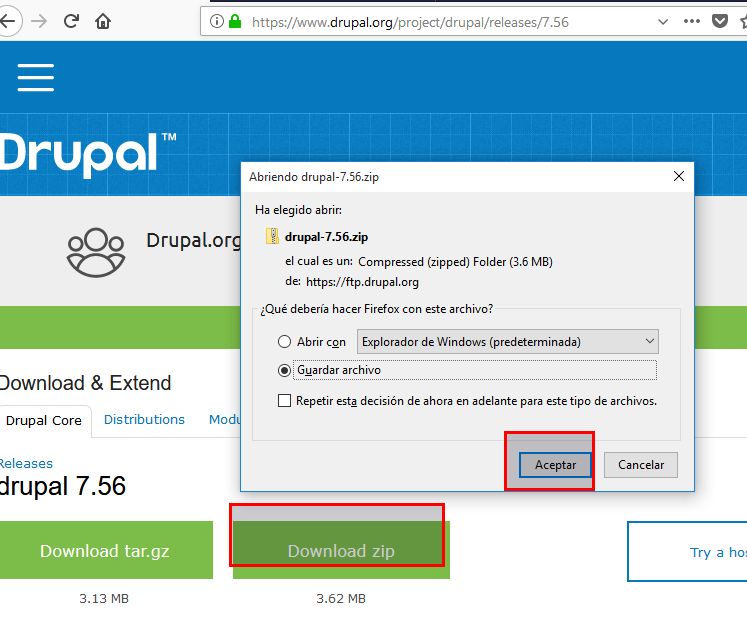 https://www.drupal.org/project/drupal/releases/7.56
Drupal™
Drupal.org
Abriendo drupal-7.56.zip
Ha elegido abrir:
drupal-7.56.zip
el cual es un: Compressed (zipped) Folder (3.6 MB)
de: https://ftp.drupal.org
¿Qué debería hacer Firefox con este archivo?
Abrir con Explorador de Windows (predeterminada)
Guardar archivo
Repetir esta decisión de ahora en adelante para este tipo de archivos.
Aceptar Cancelar
Download & Extend
Drupal Core Distributions Modu
Releases
drupal 7.56
Download tar.gz Download zip Try a hos
3.13 MB 3.62 MB